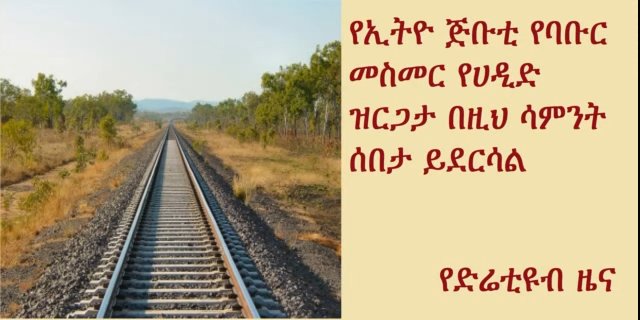 የኢትዮ ጅቡቲ የባቡር
መስመር የሀዲድ
ዝርጋታ በዚህ ሳምንት
ሰበታ ይደርሳል
የድሬቲዩብ ዜና